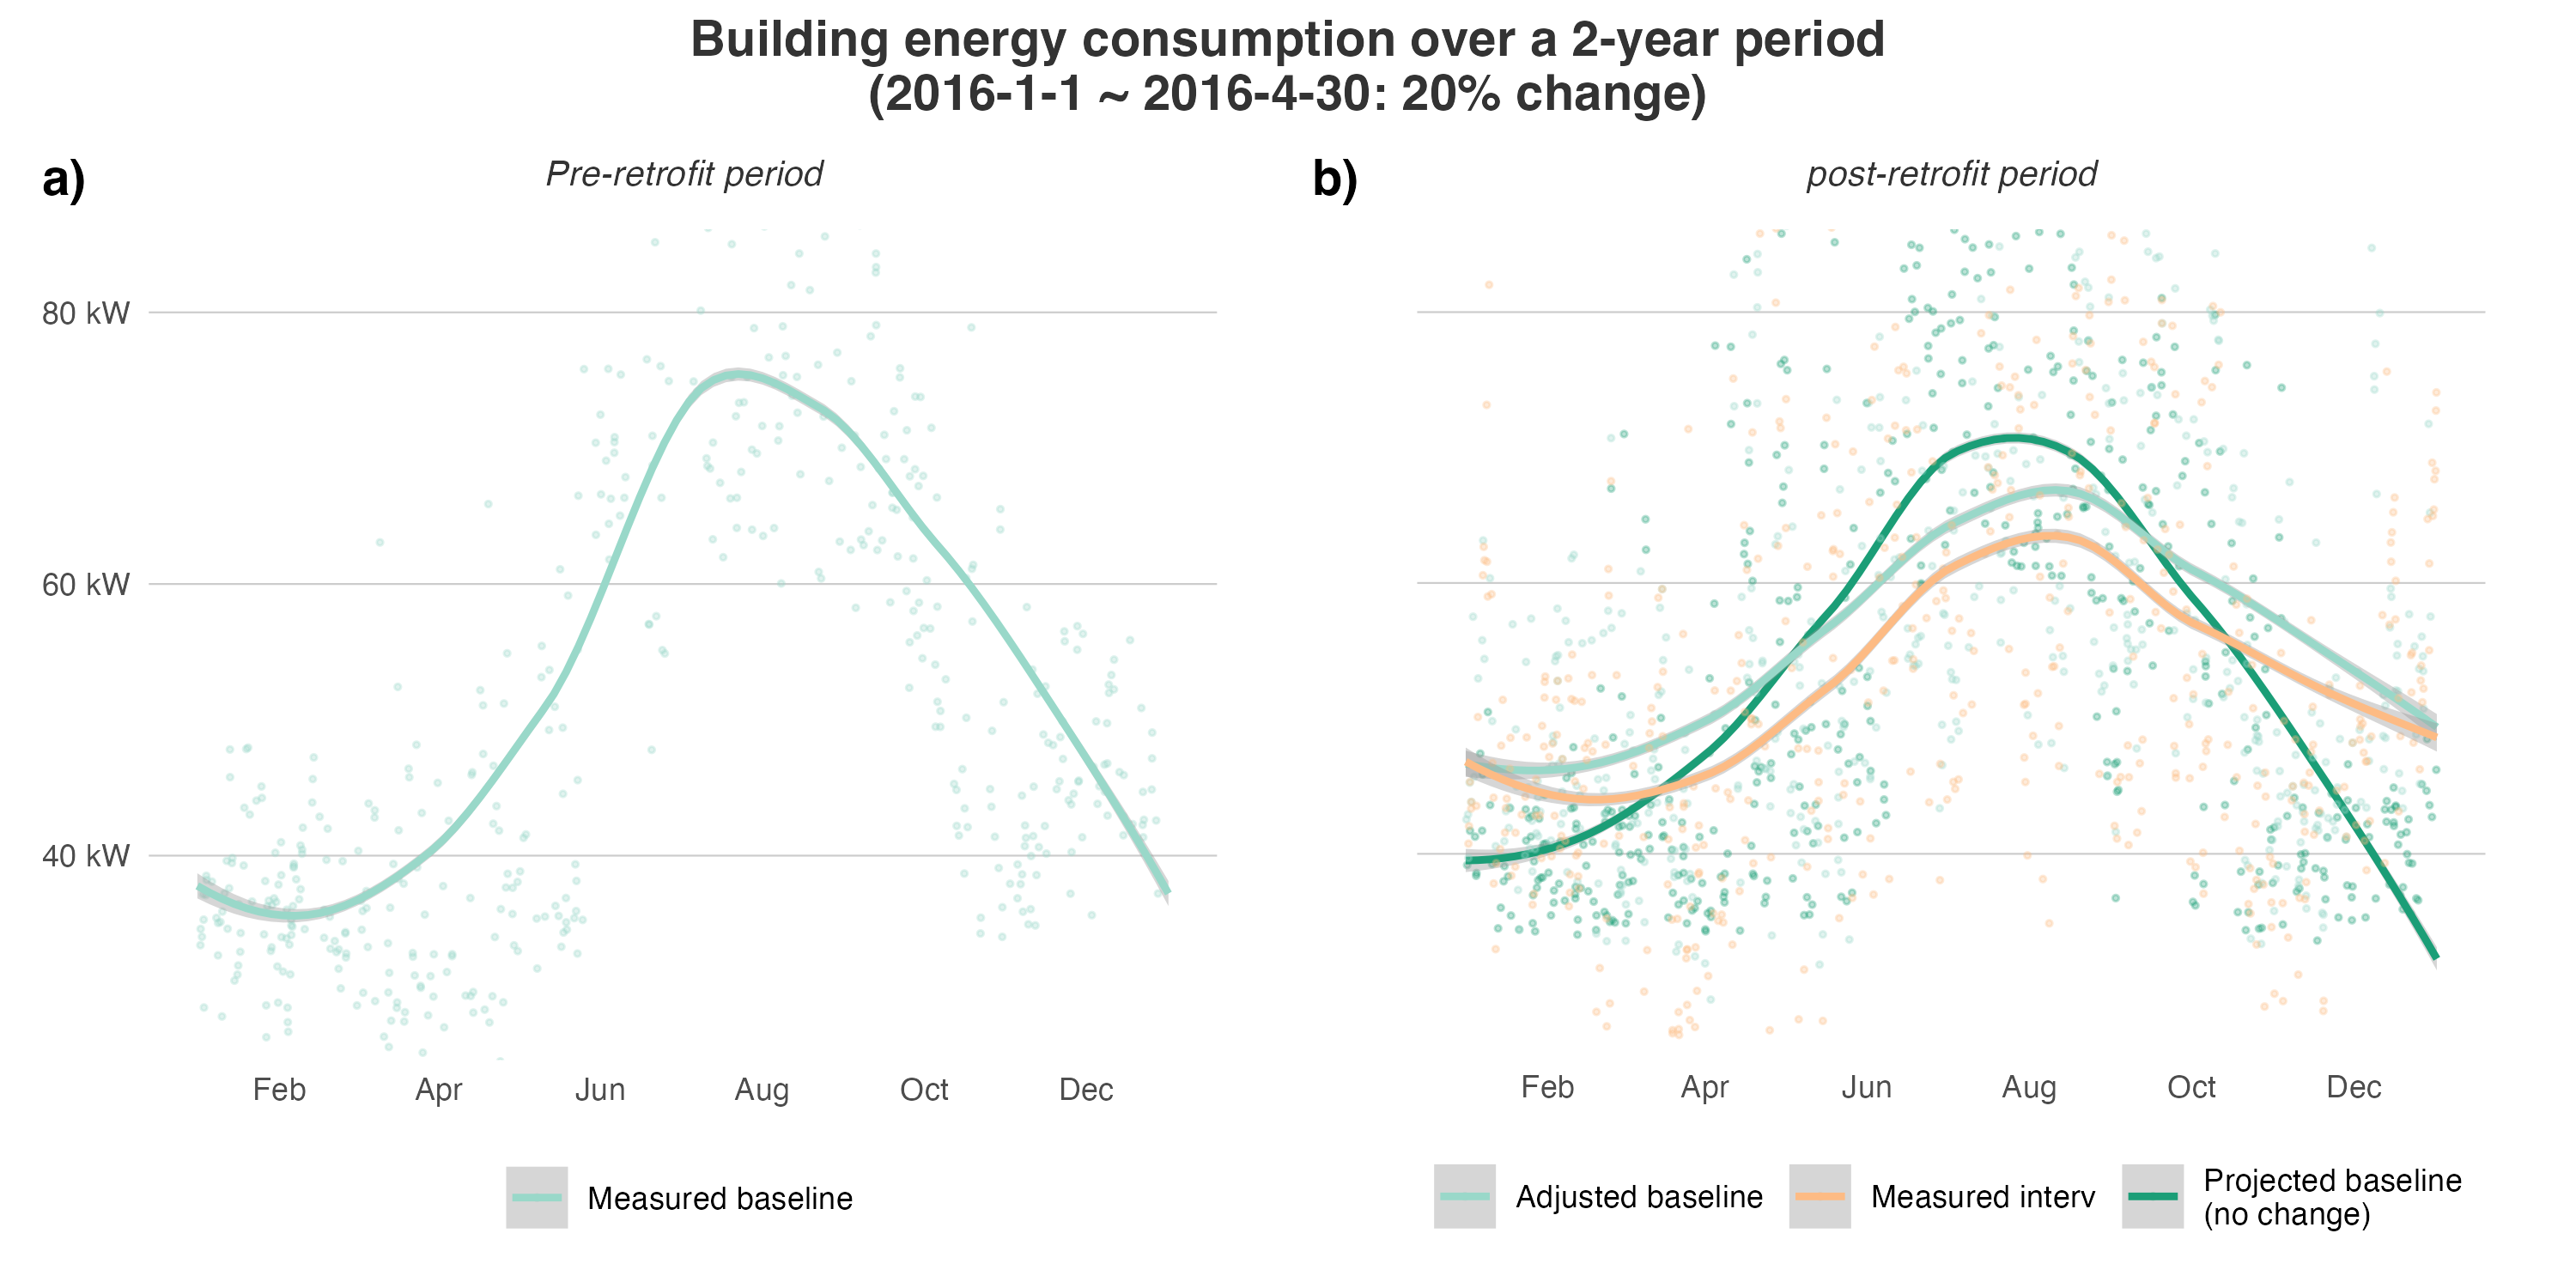 Building energy consumption over a 2-year period
(2016-1-1 ~ 2016-4-30: 20% change)
a)
Pre-retrofit period
80 kW
60 kW
40 kW
Feb Apr Jun Aug Oct Dec
Measured baseline
b)
post-retrofit period
Feb Apr Jun Aug Oct Dec
Adjusted baseline
Measured interv
Projected baseline
(no change)